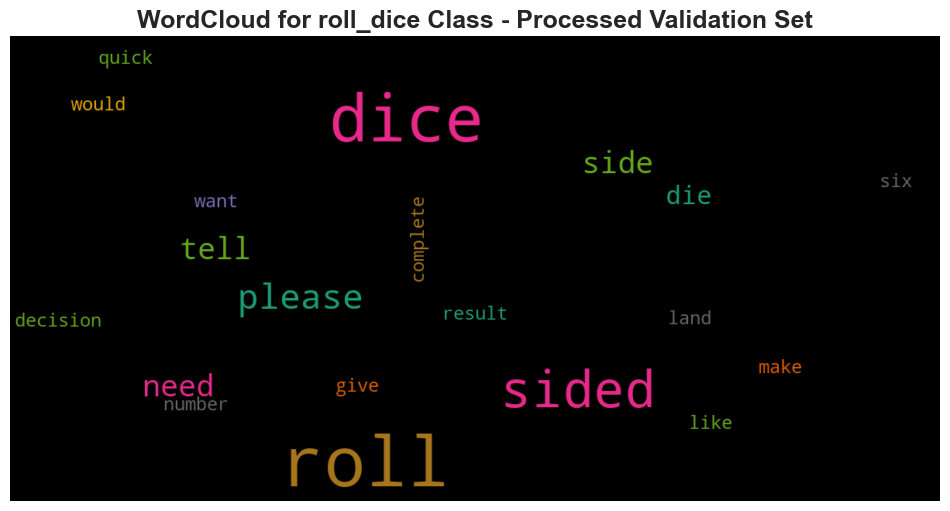 WordCloud for roll_dice Class - Processed Validation Set
quick
would
dice
side
six
die
want
complete
tell
please
result
land
decision
make
need
give
sided
number
like
roll